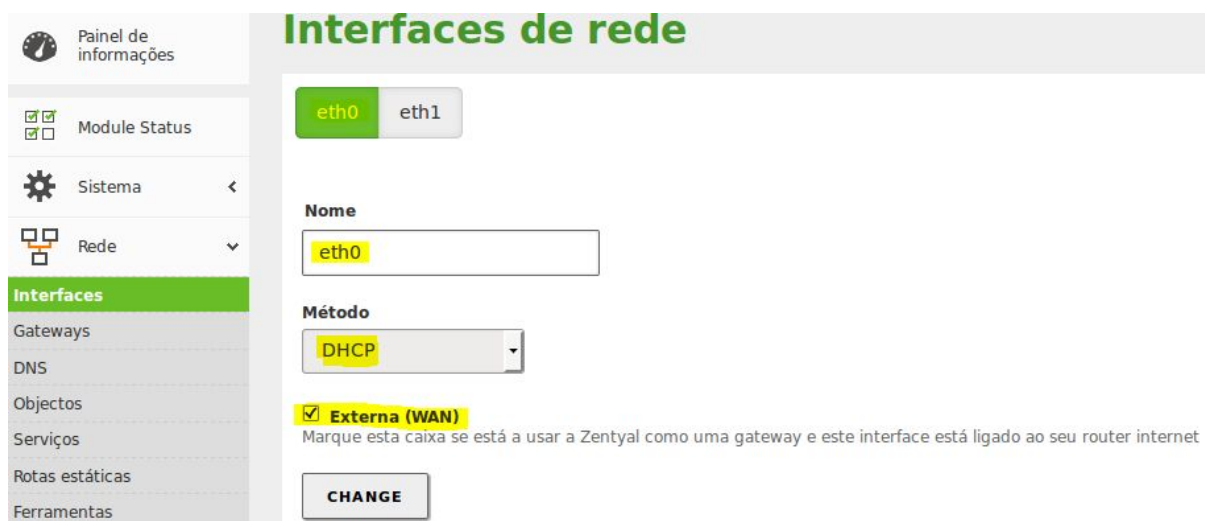 Painel de
informações
Module Status
Sistema
Rede
Interfaces
Gateways
DNS
Objectos
Serviços
Rotas estáticas
Ferramentas
Interfaces de rede
eth0 eth1
Nome
eth0
Método
DHCP
Externa (WAN)
Marque esta caixa se está a usar a Zentyal como uma gateway e este interface está ligado ao seu router internet
CHANGE